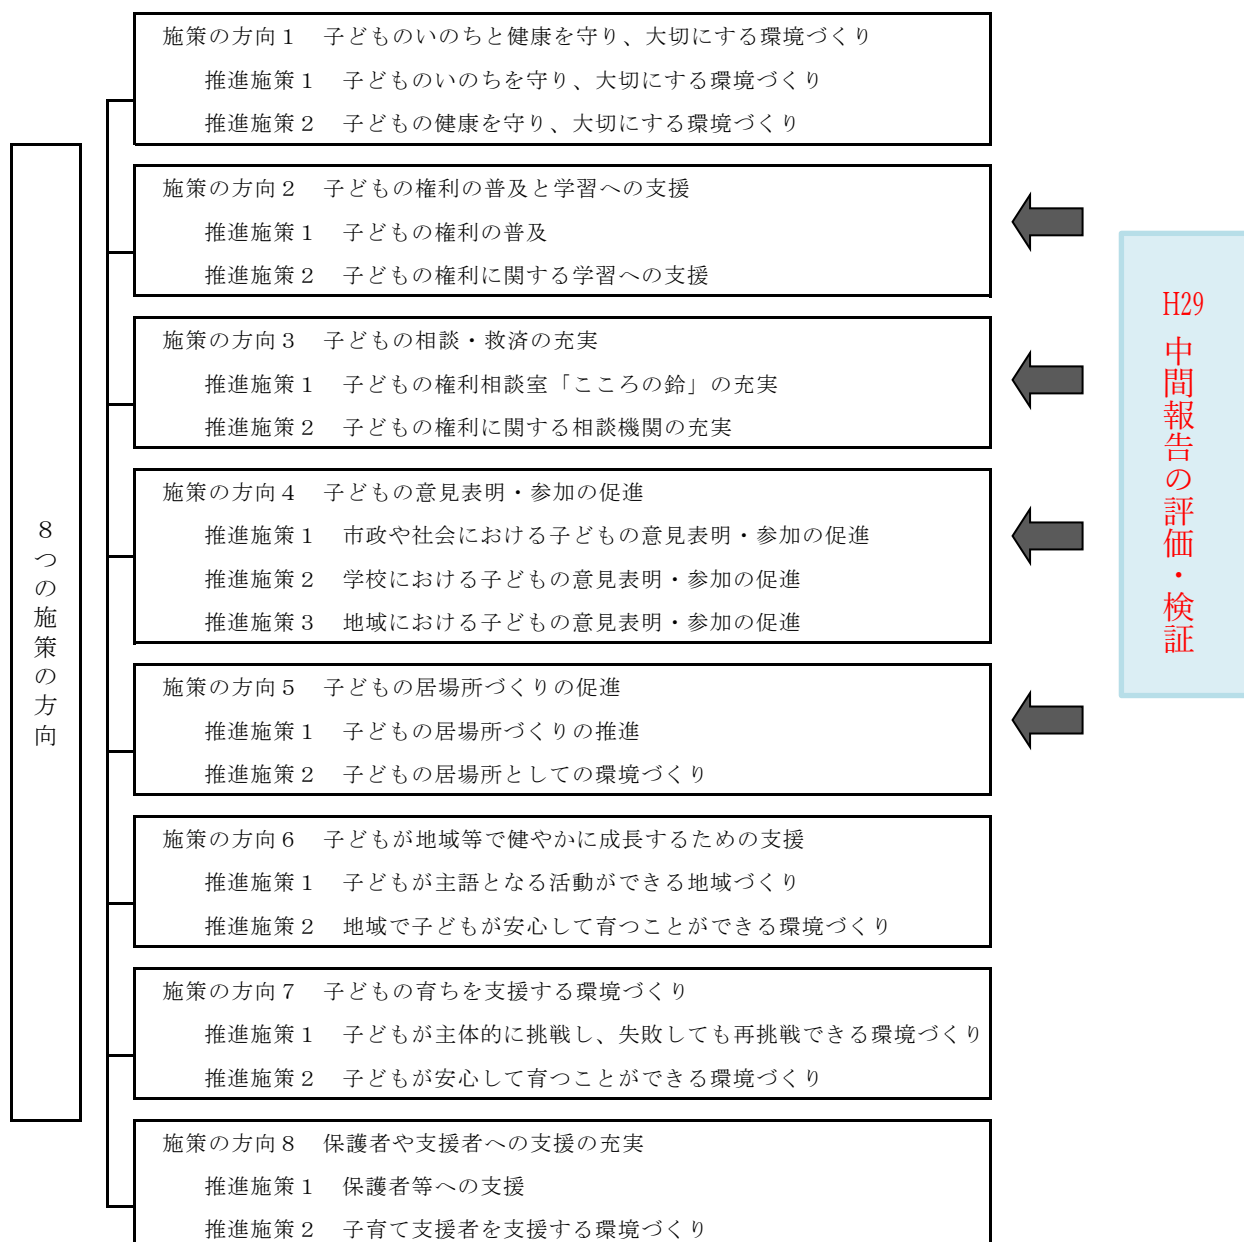 ８つの施策の方向
施策の方向１　子どものいのちと健康を守り、大切にする環境づくり
推進施策１　子どものいのちを守り、大切にする環境づくり
推進施策２　子どもの健康を守り、大切にする環境づくり
施策の方向２　子どもの権利の普及と学習への支援
推進施策１　子どもの権利の普及
推進施策２　子どもの権利に関する学習への支援
施策の方向３　子どもの相談・救済の充実
推進施策１　子どもの権利相談室「こころの鈴」の充実
推進施策２　子どもの権利に関する相談機関の充実
施策の方向４　子どもの意見表明・参加の促進
推進施策１　市政や社会における子どもの意見表明・参加の促進
推進施策２　学校における子どもの意見表明・参加の促進
推進施策３　地域における子どもの意見表明・参加の促進
施策の方向５　子どもの居場所づくりの促進
推進施策１　子どもの居場所づくりの推進
推進施策２　子どもの居場所としての環境づくり
施策の方向６　子どもが地域等で健やかに成長するための支援
推進施策１　子どもが主語となる活動ができる地域づくり
推進施策２　地域で子どもが安心して育つことができる環境づくり
施策の方向７　子どもの育ちを支援する環境づくり
推進施策１　子どもが主体的に挑戦し、失敗しても再挑戦できる環境づくり
推進施策２　子どもが安心して育つことができる環境づくり
施策の方向８　保護者や支援者への支援の充実
推進施策１　保護者等への支援
推進施策２　子育て支援者を支援する環境づくり
H29 中間報告の評価・検証